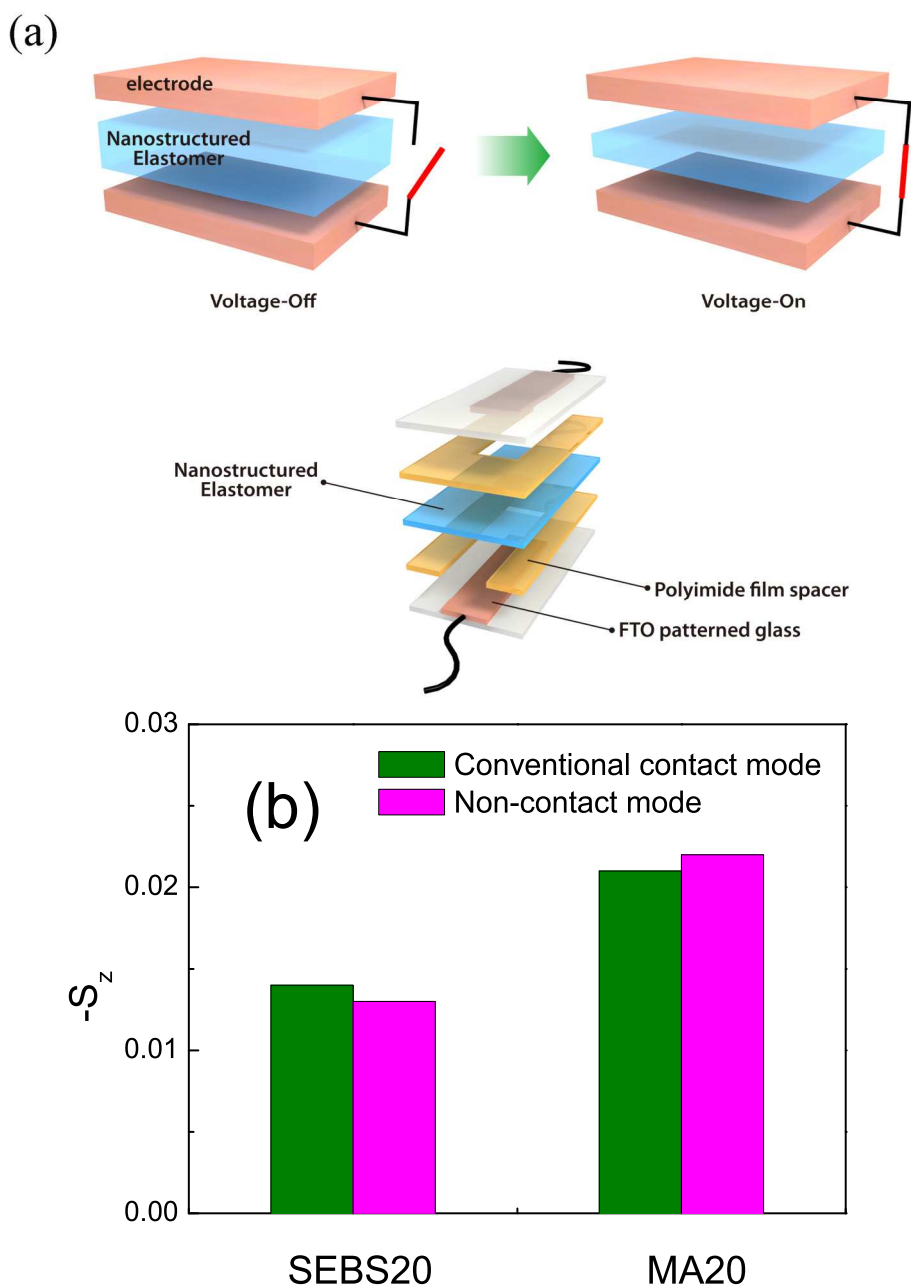 (a)
electrode
Nanostructured
Elastomer
Voltage-Off
Voltage-On
Nanostructured
Elastomer
Polyimide film spacer
FTO patterned glass
0.03
Conventional contact mode
(b)
Non-contact mode
0.02
-S_z
0.01
0.00
SEBS20
MA20